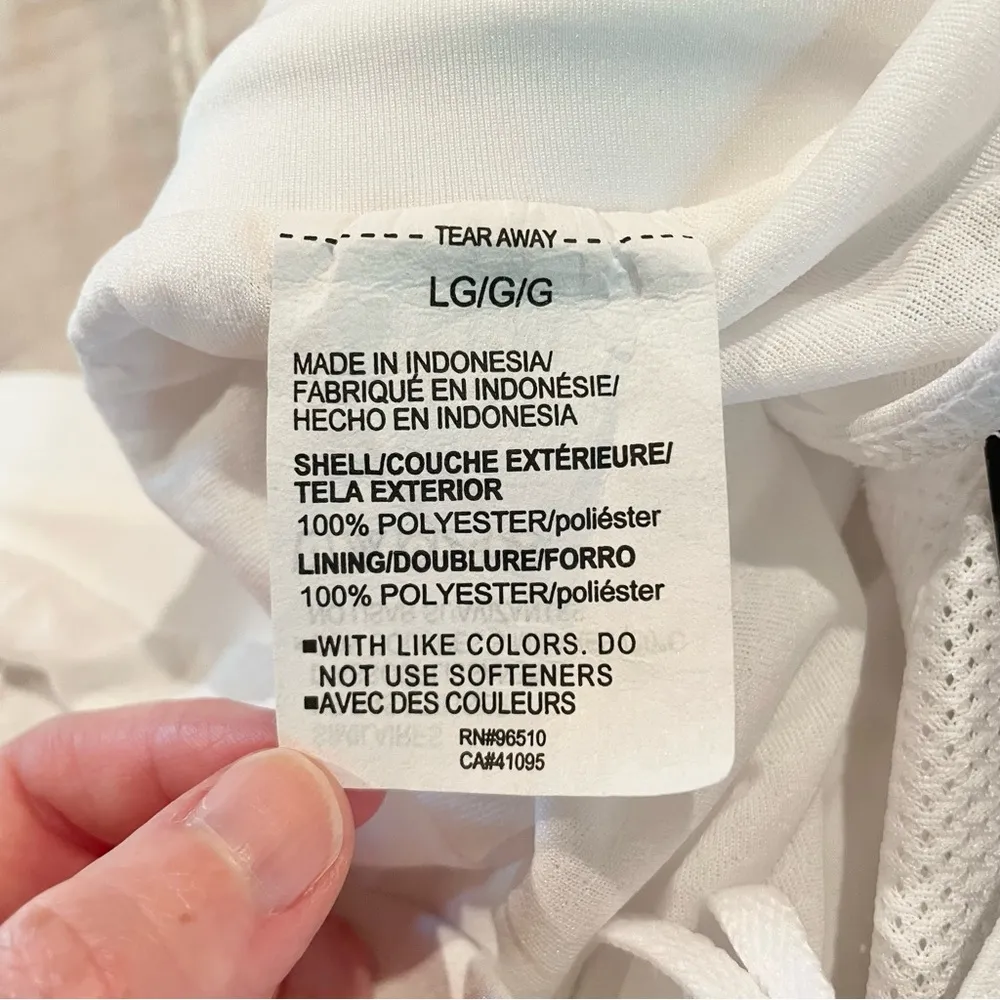 TEAR AWAY
LG/G/G
MADE IN INDONESIA/
FABRIQUÉ EN INDONÉSIE/
HECHO EN INDONESIA
SHELL/COUCHE EXTÉRIEURE/
TELA EXTERIOR
100% POLYESTER/poliéster
LINING/DOUBLURE/FORRO
100% POLYESTER/poliéster
■WITH LIKE COLORS. DO
NOT USE SOFTENERS
■AVEC DES COULEURS
RN#96510
CA#41095